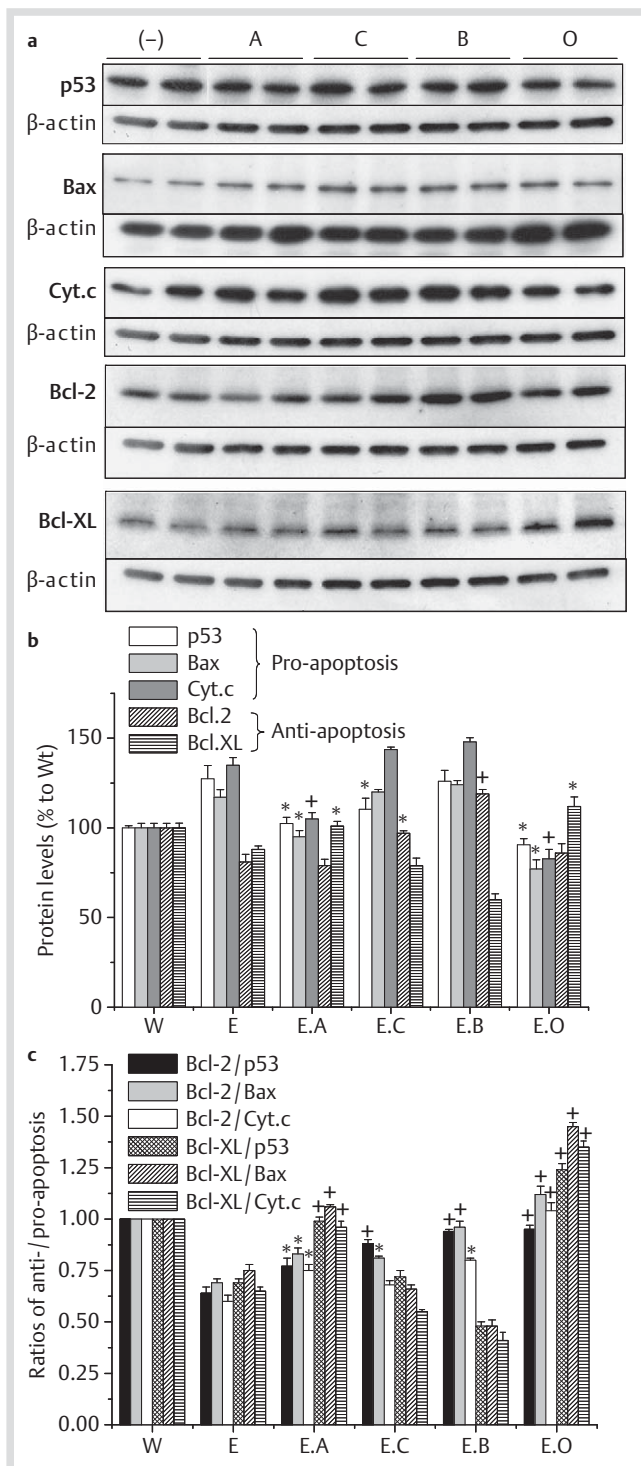 a (–) A C B O
p53
β-actin
Bax
β-actin
Cyt.c
β-actin
Bcl-2
β-actin
Bcl-XL
β-actin
b
p53
Bax
Cyt.c
Pro-apoptosis
Bcl.2
Bcl.XL
Anti-apoptosis
Protein levels (% to Wt)
150
100
50
0
* * + *
* *
+
* * + *
W E E.A E.C E.B E.O
c
Bcl-2/p53
Bcl-2/Bax
Bcl-2/Cyt.c
Bcl-XL/p53
Bcl-XL/Bax
Bcl-XL/Cyt.c
Ratios of anti-/pro-apoptosis
1.75
1.50
1.25
1.00
0.75
0.50
0.25
0.00
* * * + + +
+ *
+ + *
+ + + + + +
W E E.A E.C E.B E.O